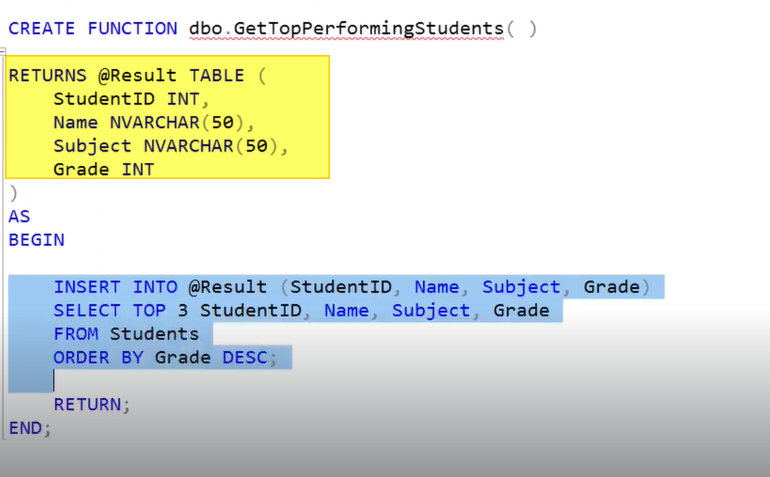 CREATE FUNCTION dbo.GetTopPerformingStudents( )
RETURNS @Result TABLE (
StudentID INT,
Name NVARCHAR(50),
Subject NVARCHAR(50),
Grade INT
)
AS
BEGIN
INSERT INTO @Result (StudentID, Name, Subject, Grade)
SELECT TOP 3 StudentID, Name, Subject, Grade
FROM Students
ORDER BY Grade DESC;
RETURN;
END;